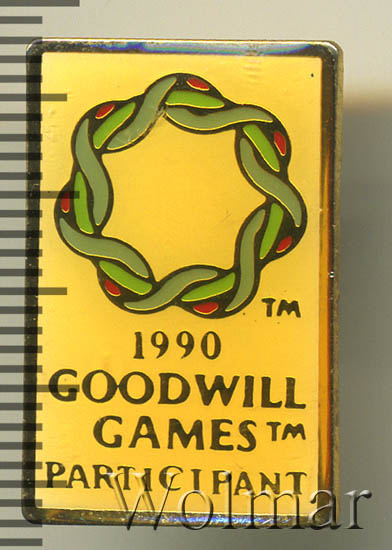 TM
1990
GOODWILL
GAMES TM
PARTICIPANT
Wolmar